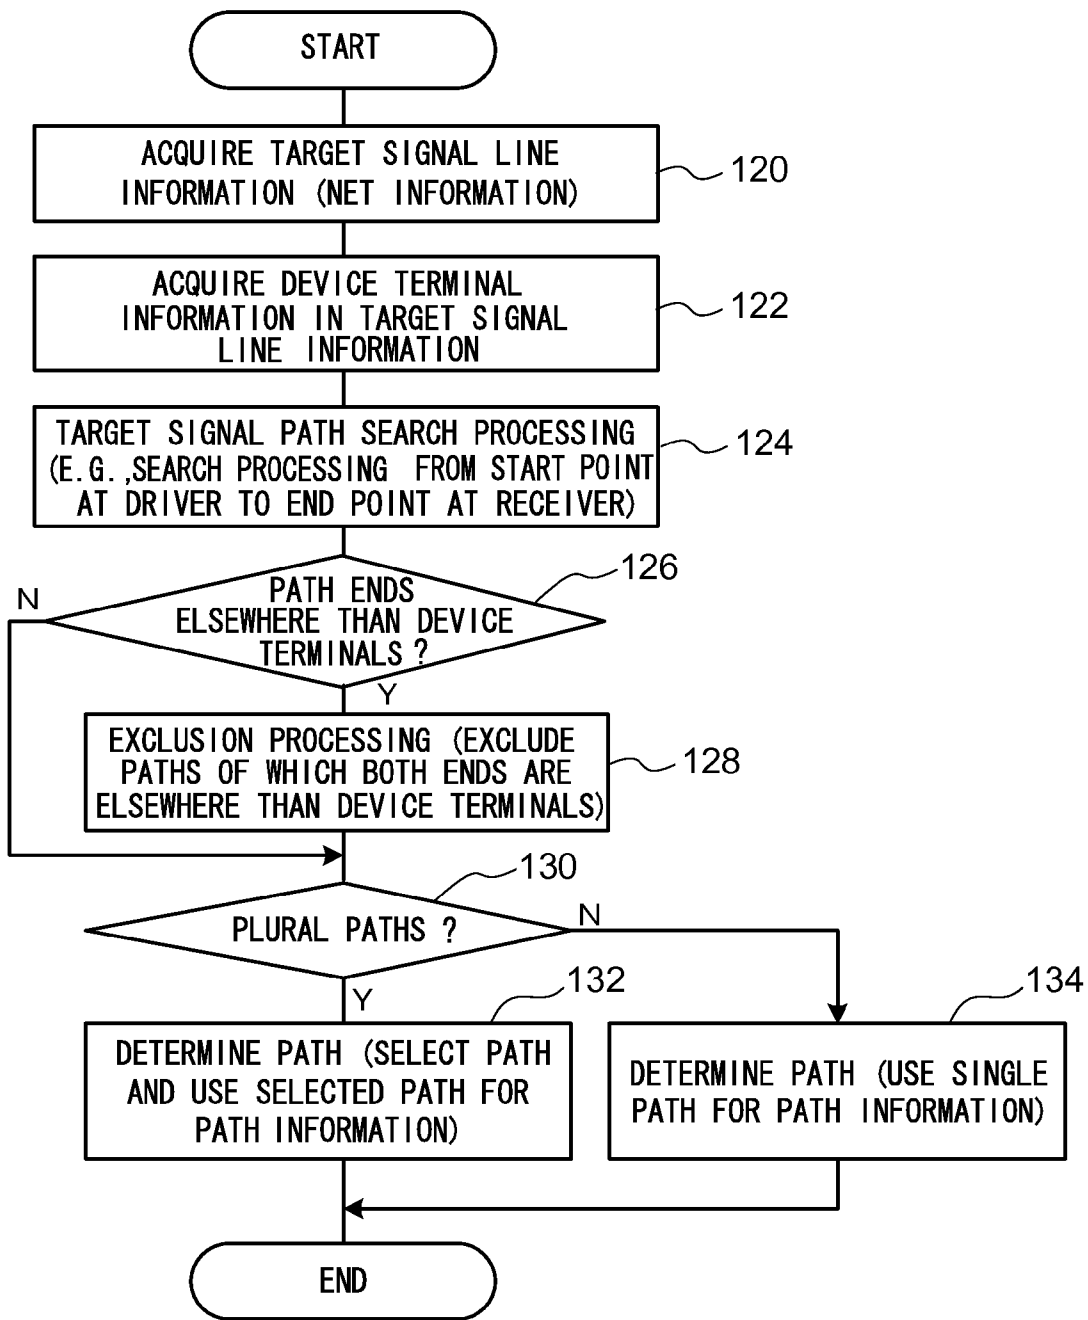 START
ACQUIRE TARGET SIGNAL LINE
INFORMATION (NET INFORMATION)
120
ACQUIRE DEVICE TERMINAL
INFORMATION IN TARGET SIGNAL
LINE INFORMATION
122
TARGET SIGNAL PATH SEARCH PROCESSING
(E.G.,SEARCH PROCESSING FROM START POINT
AT DRIVER TO END POINT AT RECEIVER)
124
PATH ENDS
ELSEWHERE THAN DEVICE
TERMINALS ?
126
N
Y
EXCLUSION PROCESSING (EXCLUDE
PATHS OF WHICH BOTH ENDS ARE
ELSEWHERE THAN DEVICE TERMINALS)
128
PLURAL PATHS ?
130
N
Y
DETERMINE PATH (SELECT PATH
AND USE SELECTED PATH FOR
PATH INFORMATION)
132
DETERMINE PATH (USE SINGLE
PATH FOR PATH INFORMATION)
134
END